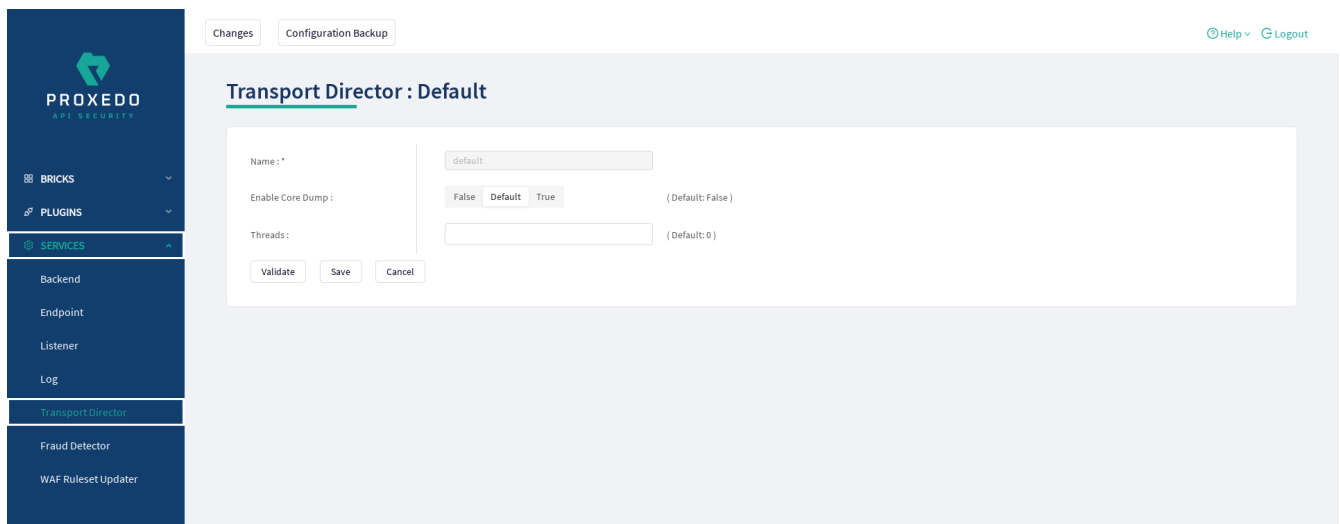 Changes
Configuration Backup
Help
Logout
PROXEDO
API SECURITY
BRICKS
PLUGINS
SERVICES
Backend
Endpoint
Listener
Log
Transport Director
Fraud Detector
WAF Ruleset Updater
Transport Director : Default
Name : *
default
Enable Core Dump :
False Default True
( Default: False )
Threads :
( Default: 0 )
Validate Save Cancel